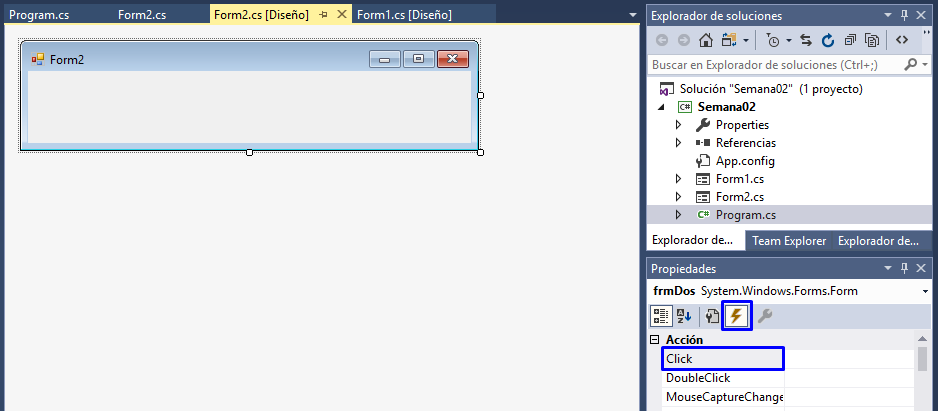 Program.cs Form2.cs Form2.cs [Diseño] Form1.cs [Diseño]
Form2
Explorador de soluciones
Buscar en Explorador de soluciones (Ctrl+;)
Solución "Semana02" (1 proyecto)
C# Semana02
Properties
Referencias
App.config
Form1.cs
Form2.cs
C# Program.cs
Explorador de... Team Explorer Explorador de...
Propiedades
frmDos System.Windows.Forms.Form
Acción
Click
DoubleClick
MouseCaptureChange